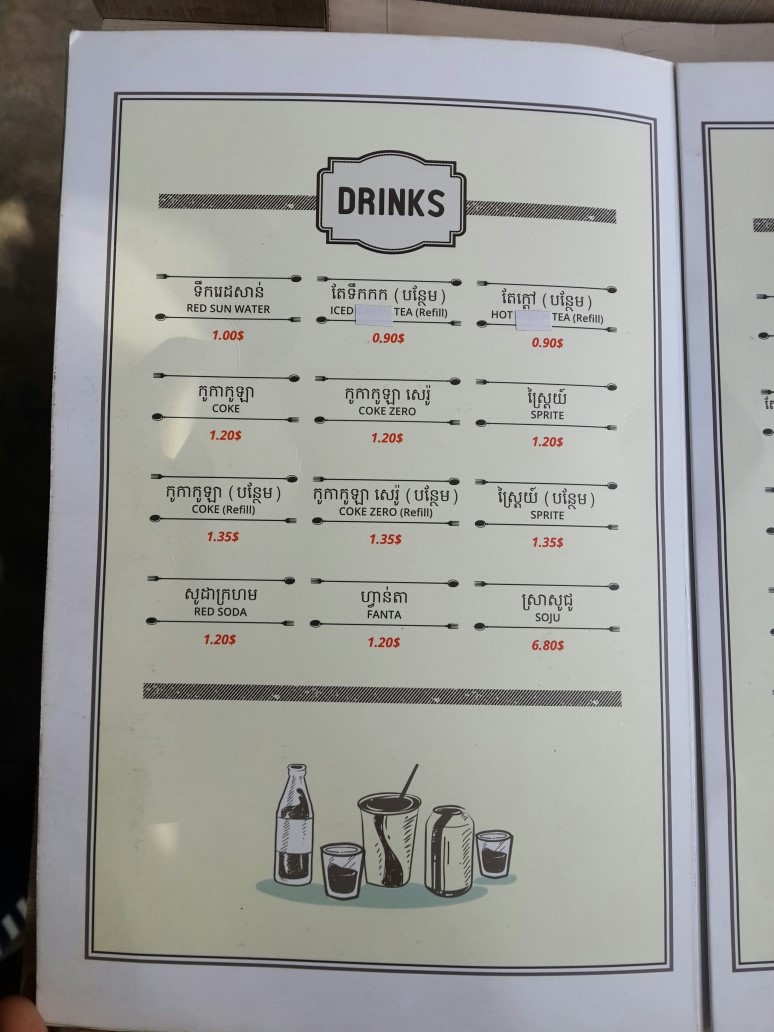 DRINKS
ទឹករេដសាន់
RED SUN WATER
1.00$
តែទឹកកក (បន្ថែម)
ICED TEA (Refill)
0.90$
តែក្ដៅ (បន្ថែម)
HOT TEA (Refill)
0.90$
កូកាកូឡា
COKE
1.20$
កូកាកូឡា សេរ៉ូ
COKE ZERO
1.20$
ស្ព្រៃយ៍
SPRITE
1.20$
កូកាកូឡា (បន្ថែម)
COKE (Refill)
1.35$
កូកាកូឡា សេរ៉ូ (បន្ថែម)
COKE ZERO (Refill)
1.35$
ស្ព្រៃយ៍ (បន្ថែម)
SPRITE
1.35$
សូដាក្រហម
RED SODA
1.20$
ហ្វាន់តា
FANTA
1.20$
ស្រាសូជូ
SOJU
6.80$